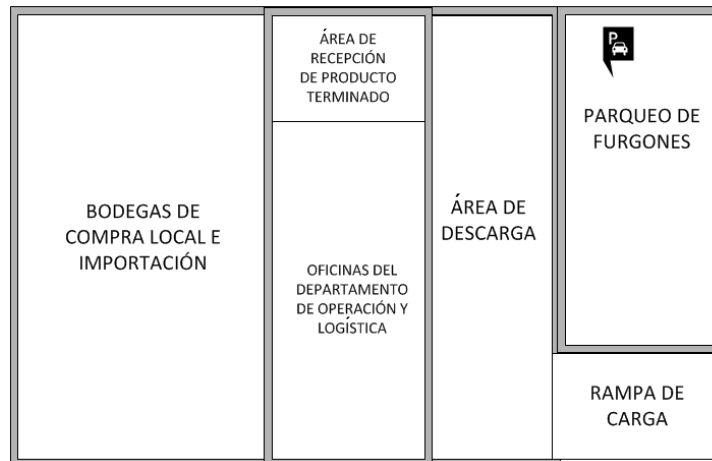 BODEGAS DE
COMPRA LOCAL E
IMPORTACIÓN
ÁREA DE
RECEPCIÓN
DE PRODUCTO
TERMINADO
OFICINAS DEL
DEPARTAMENTO
DE OPERACIÓN Y
LOGÍSTICA
ÁREA DE
DESCARGA
P
PARQUEO DE
FURGONES
RAMPA DE
CARGA